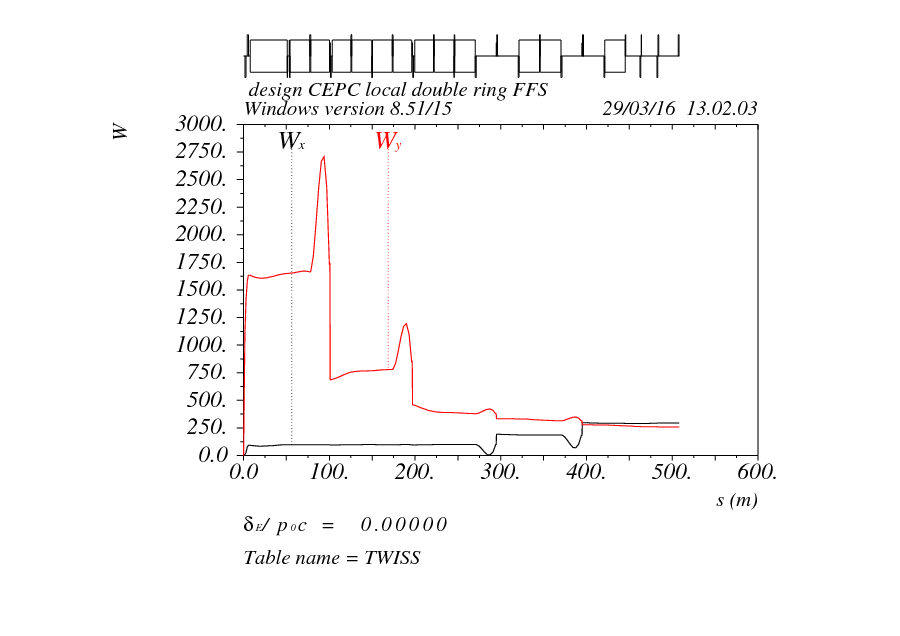 design CEPC local double ring FFS
Windows version 8.51/15 29/03/16 13.02.03
W
3000.
Wx Wy
2750.
2500.
2250.
2000.
1750.
1500.
1250.
1000.
750.
500.
250.
0.0
0.0 100. 200. 300. 400. 500. 600.
s (m)
δE/ p0c = 0.00000
Table name = TWISS